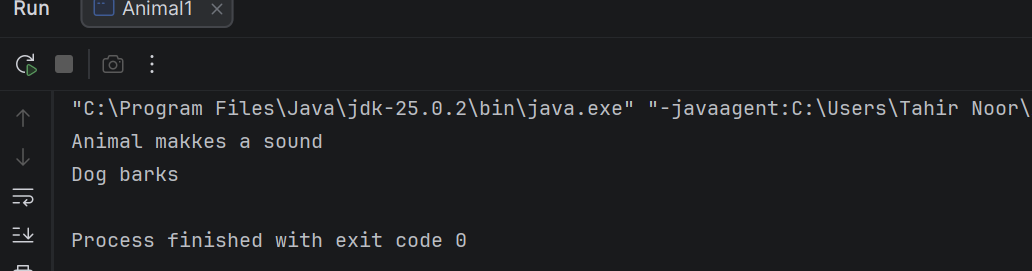 Run Animal1
"C:\Program Files\Java\jdk-25.0.2\bin\java.exe" "-javaagent:C:\Users\Tahir Noor\
Animal makkes a sound
Dog barks
Process finished with exit code 0